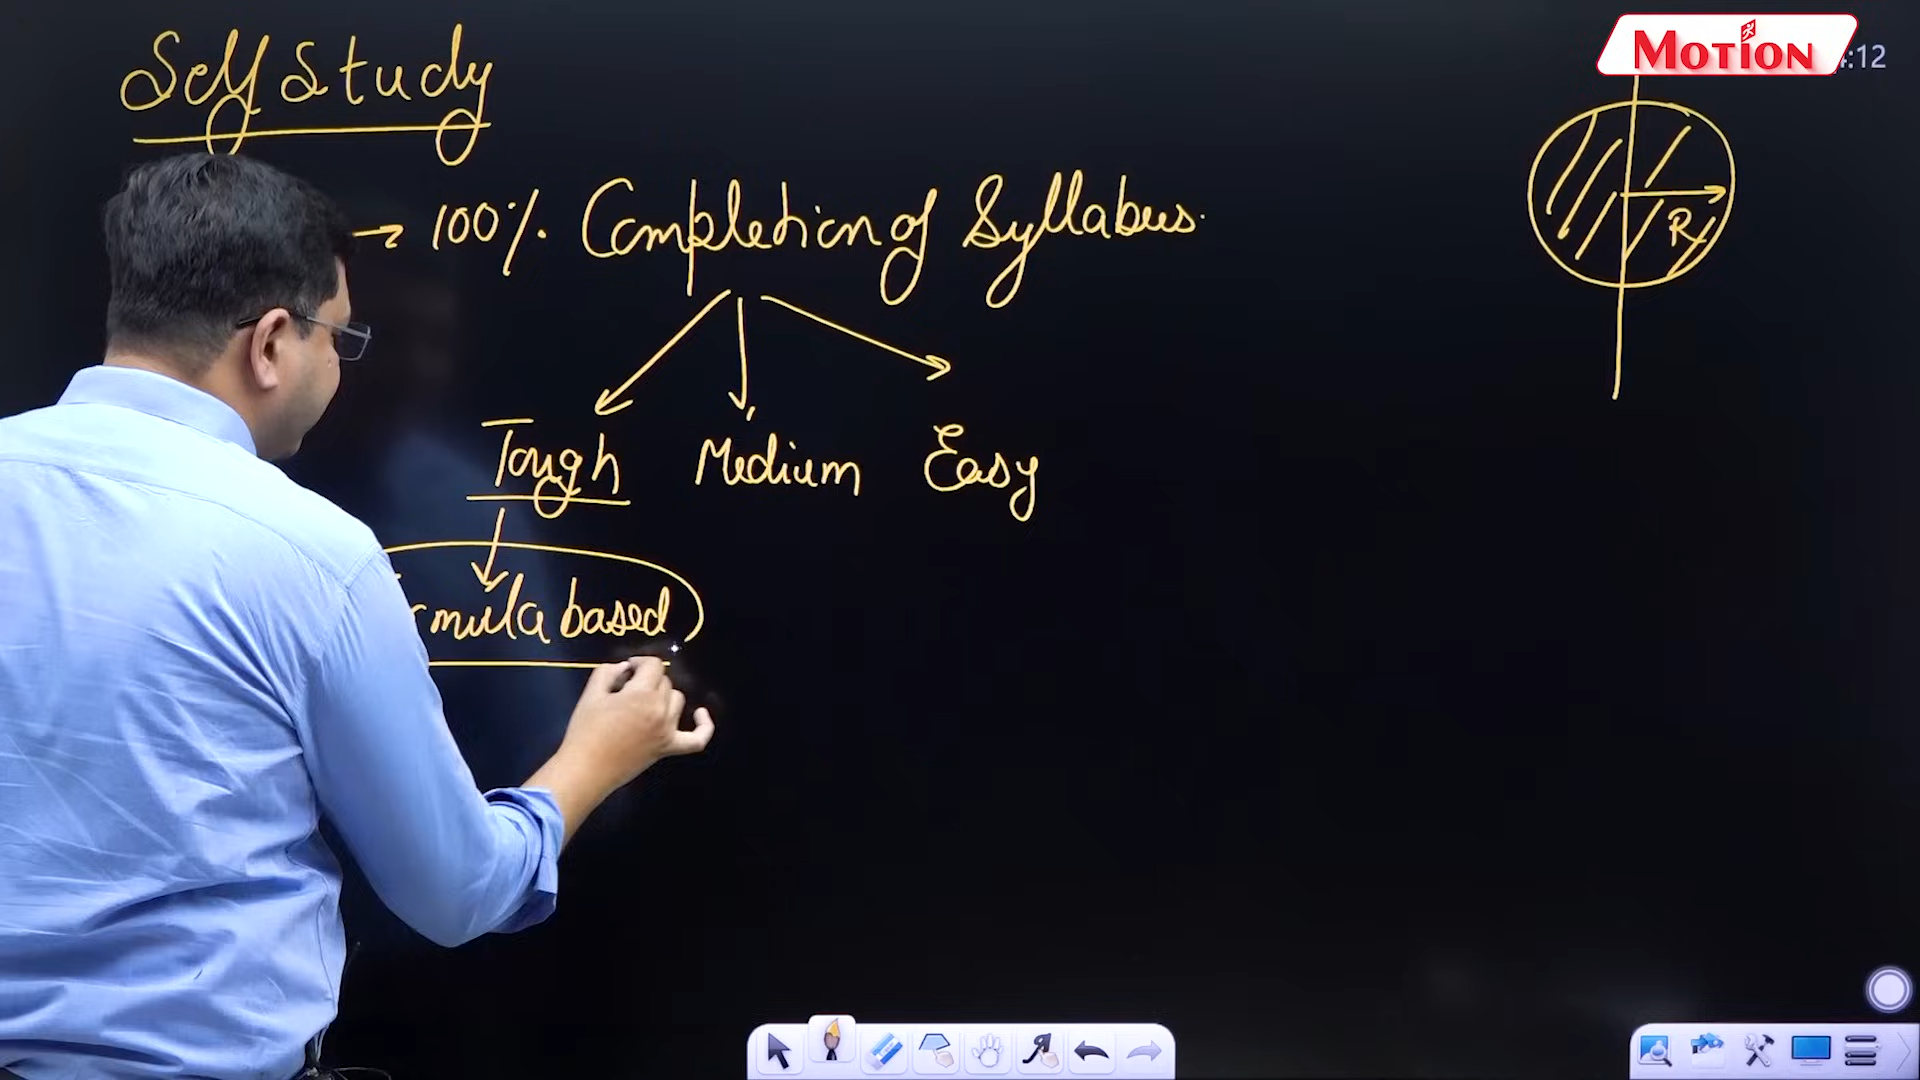 Self Study
MOTION
:12
→ 100% Completion of Syllabus.
R
Tough Medium Easy
mula based